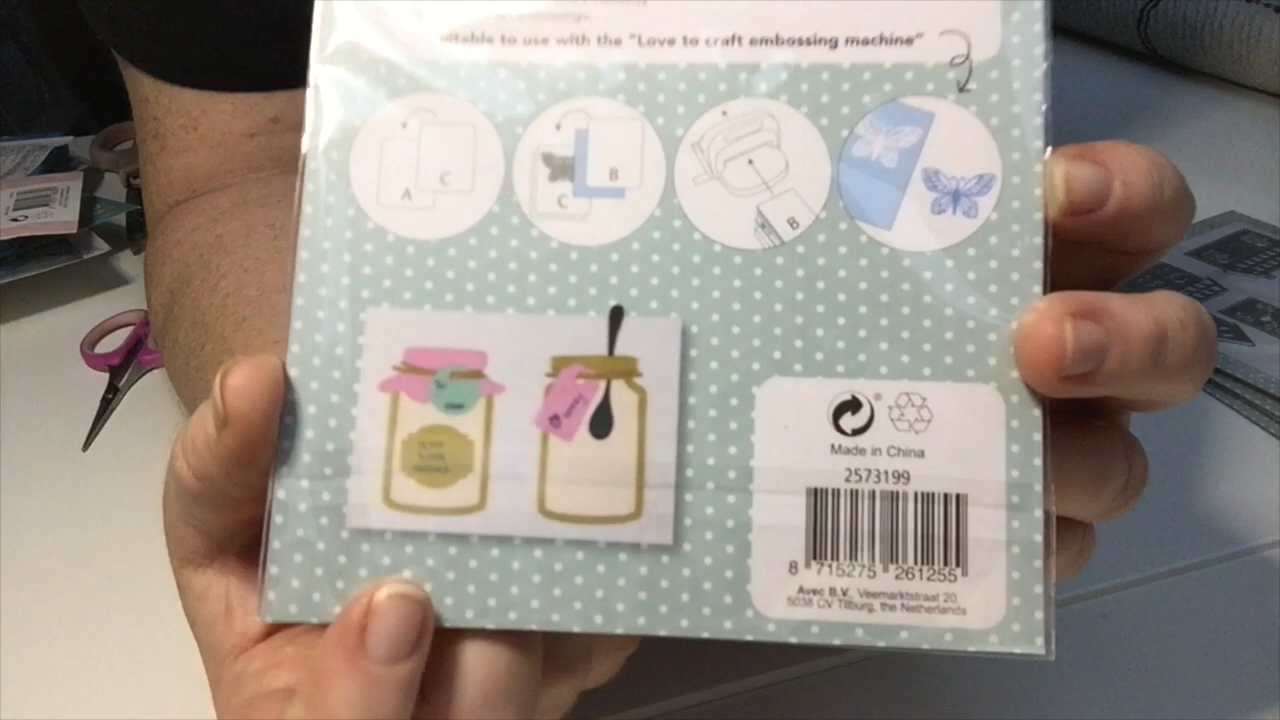 to use with the "Love to craft embossing machine"
A
C
C
B
B
Made in China
2573199
8 715275 261255
Avec B.V. Veemarktstraat 20
5038 CV Tilburg, the Netherlands